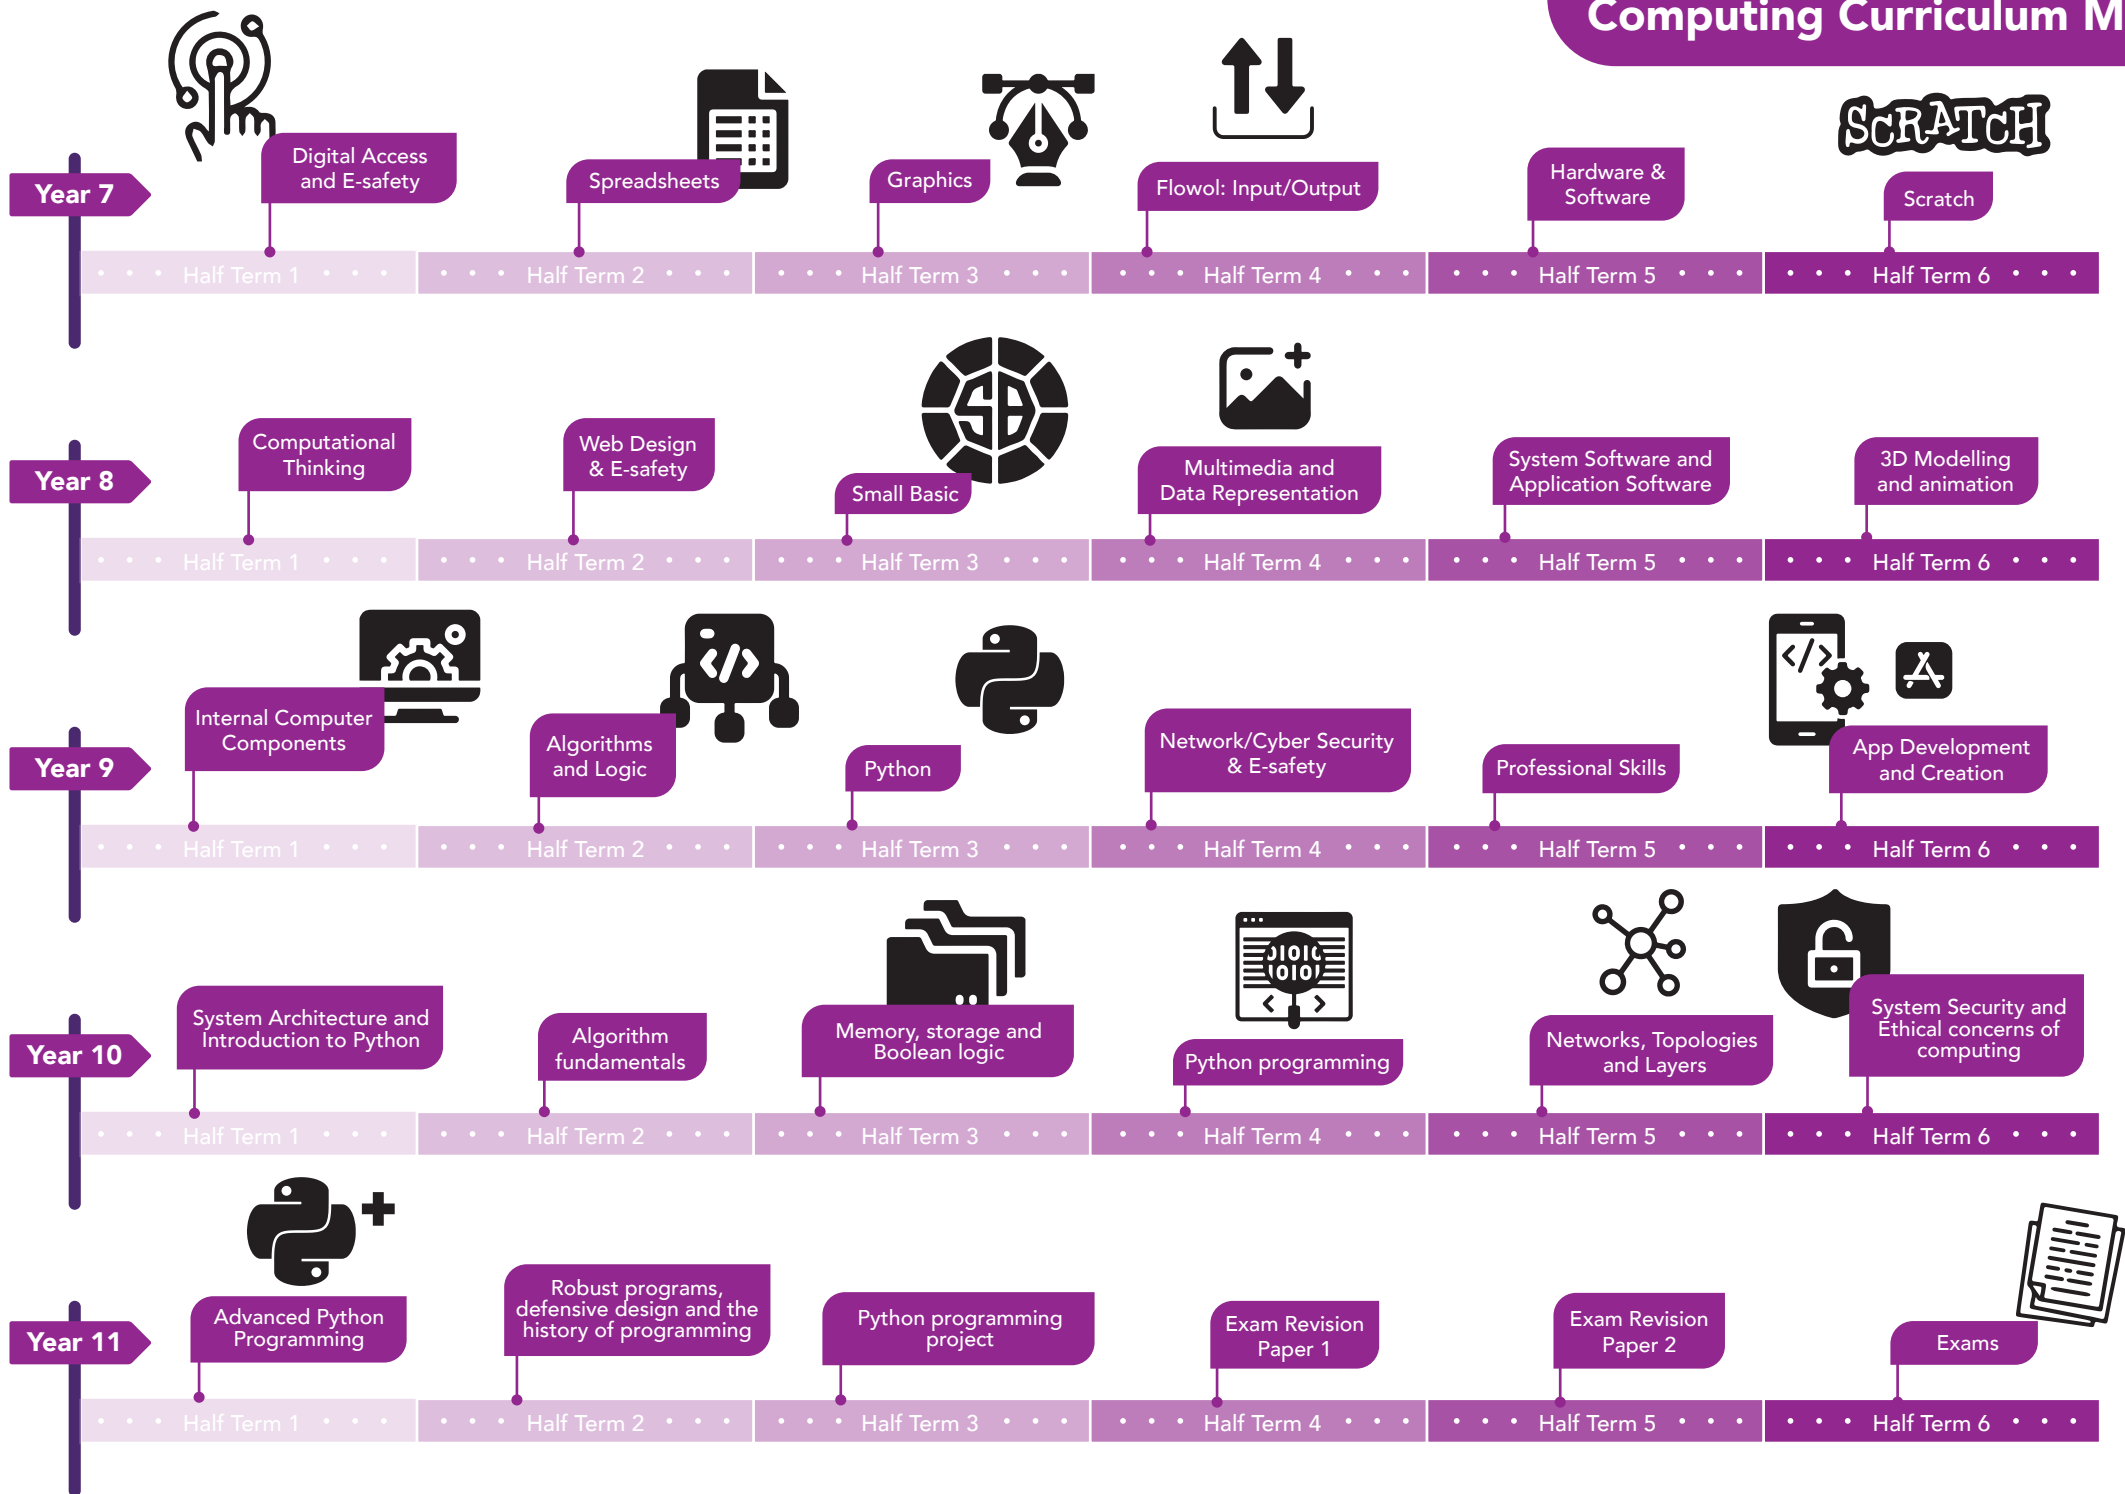 Computing Curriculum M
SCRATCH
Year 7
Digital Access
and E-safety
Spreadsheets
Graphics
Flowol: Input/Output
Hardware &
Software
Scratch
Half Term 1
Half Term 2
Half Term 3
Half Term 4
Half Term 5
Half Term 6
SB
Year 8
Computational
Thinking
Web Design
& E-safety
Small Basic
Multimedia and
Data Representation
System Software and
Application Software
3D Modelling
and animation
Half Term 1
Half Term 2
Half Term 3
Half Term 4
Half Term 5
Half Term 6
Year 9
Internal Computer
Components
Algorithms
and Logic
Python
Network/Cyber Security
& E-safety
Professional Skills
App Development
and Creation
Half Term 1
Half Term 2
Half Term 3
Half Term 4
Half Term 5
Half Term 6
Year 10
System Architecture and
Introduction to Python
Algorithm
fundamentals
Memory, storage and
Boolean logic
Python programming
Networks, Topologies
and Layers
System Security and
Ethical concerns of
computing
Half Term 1
Half Term 2
Half Term 3
Half Term 4
Half Term 5
Half Term 6
Year 11
Advanced Python
Programming
Robust programs,
defensive design and the
history of programming
Python programming
project
Exam Revision
Paper 1
Exam Revision
Paper 2
Exams
Half Term 1
Half Term 2
Half Term 3
Half Term 4
Half Term 5
Half Term 6